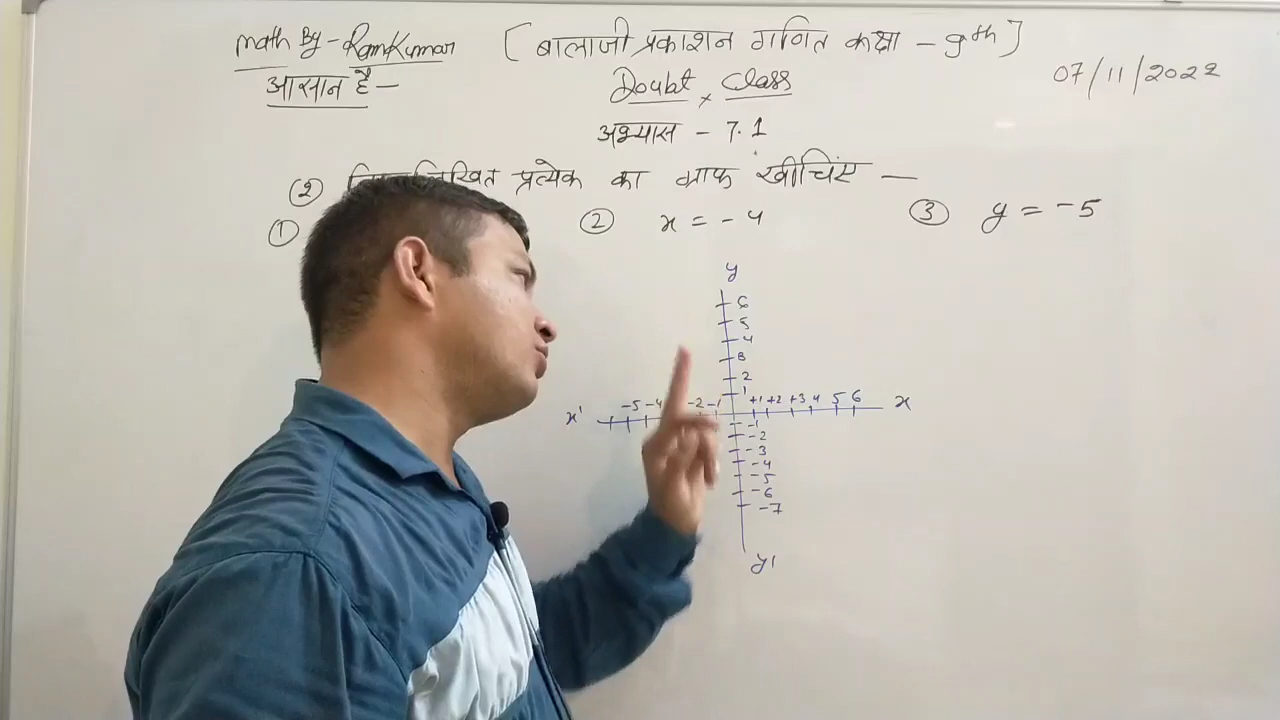 Math By - RamKumar [ बालाजी प्रकाशन गणित कक्षा - 9th ]
आसान है -
Doubt x Class
07/11/2022
अभ्यास - 7.1
② प्रत्येक का ग्राफ खीचिंए -
① ② x = - 4 ③ y = -5
y
6
5
4
3
2
1
x' -5 -4 -2 -1 +1 +2 +3 4 5 6 x
-1
-2
-3
-4
-5
-6
-7
y'